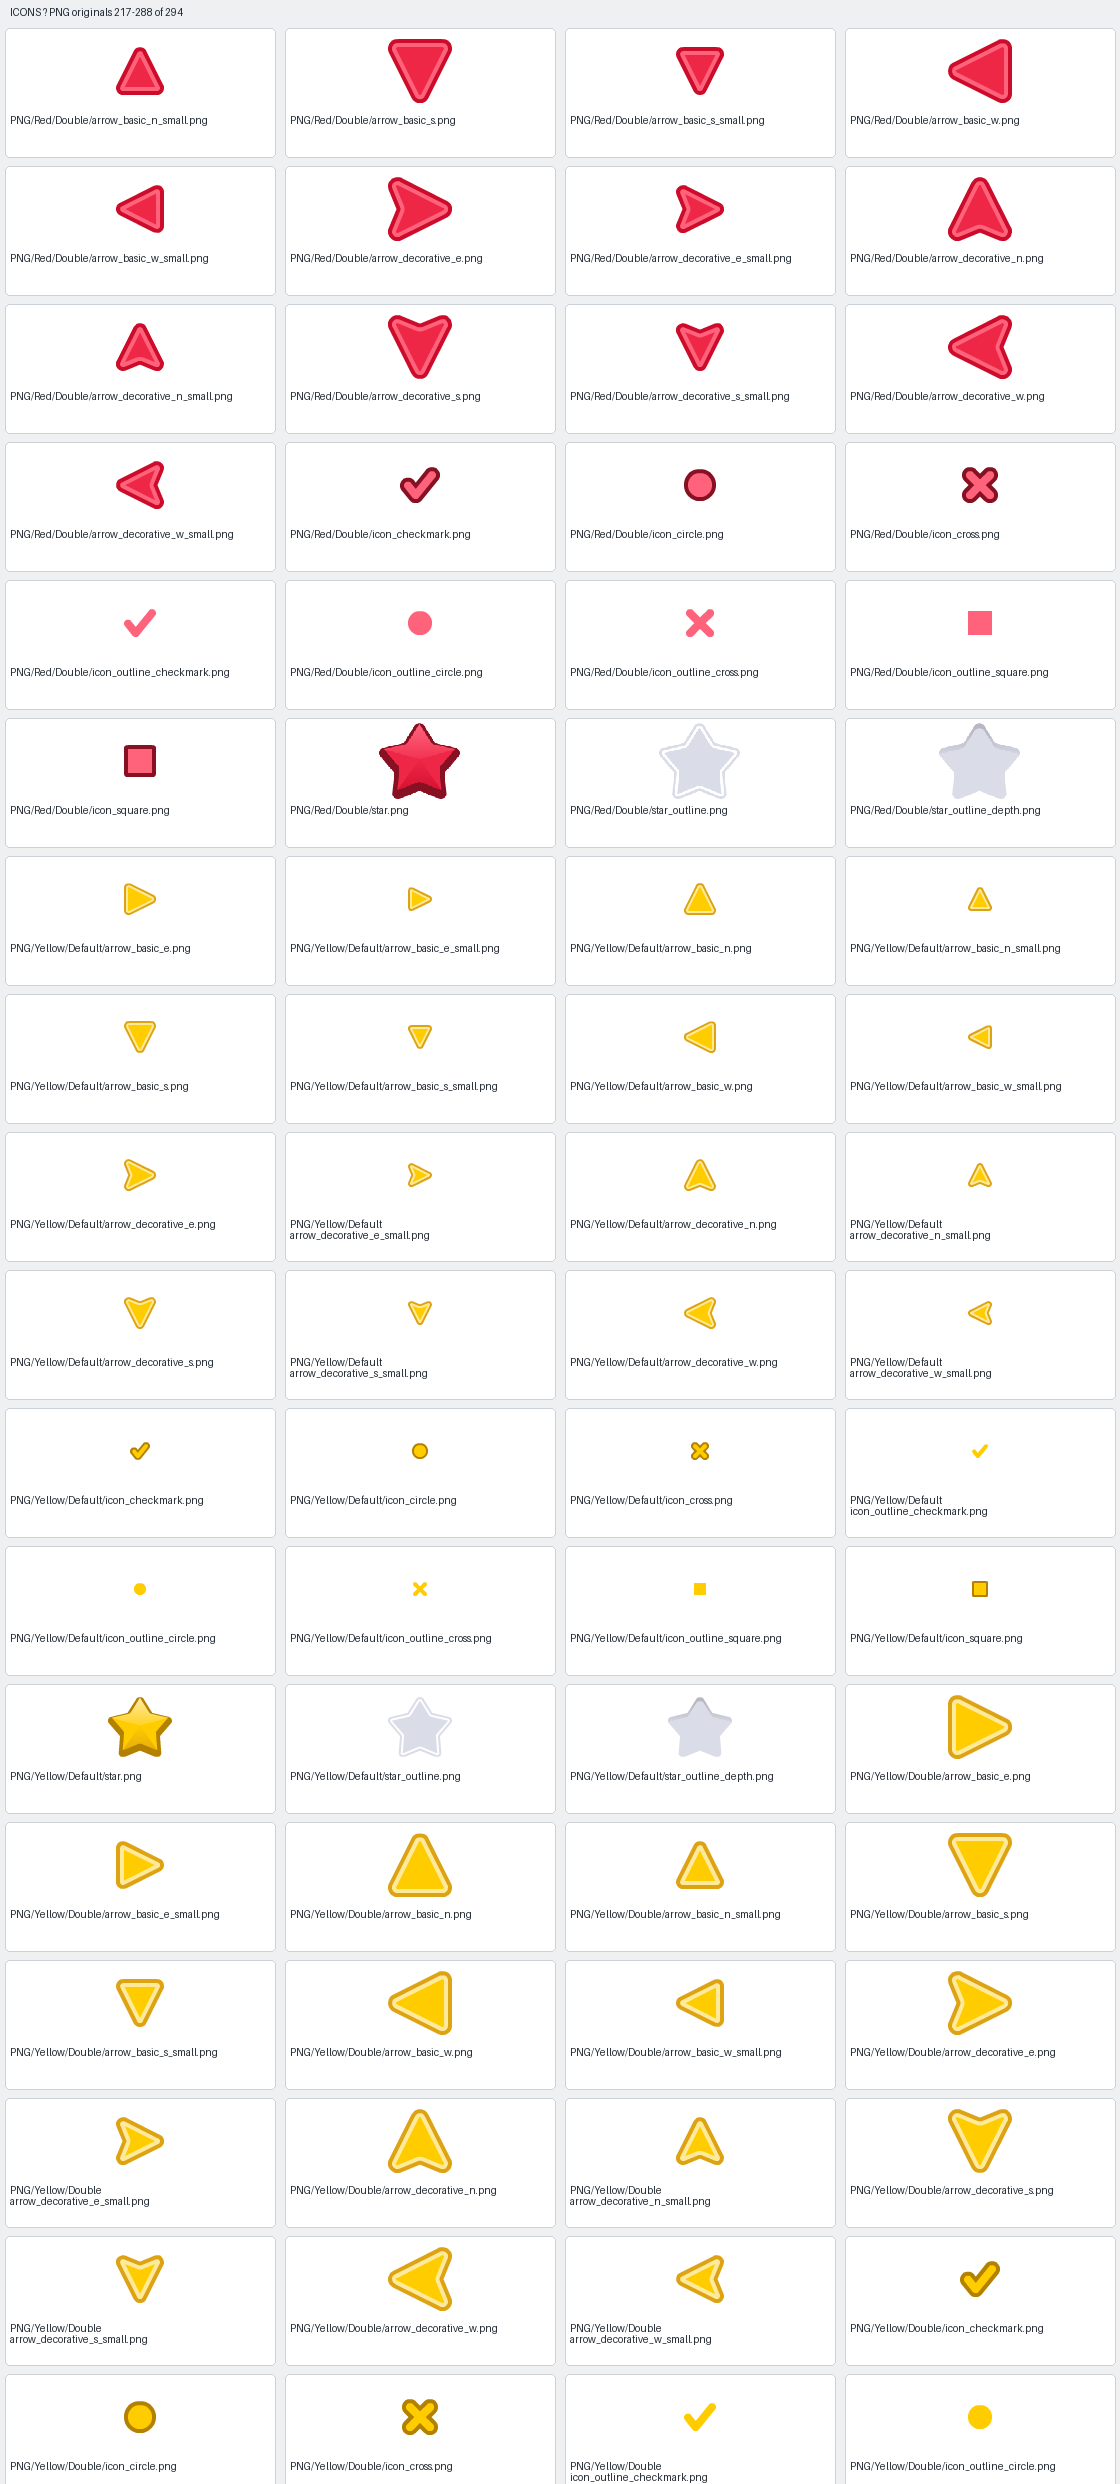 ICONS ? PNG originals 217-288 of 294
PNG/Red/Double/arrow_basic_n_small.png
PNG/Red/Double/arrow_basic_s.png
PNG/Red/Double/arrow_basic_s_small.png
PNG/Red/Double/arrow_basic_w.png
PNG/Red/Double/arrow_basic_w_small.png
PNG/Red/Double/arrow_decorative_e.png
PNG/Red/Double/arrow_decorative_e_small.png
PNG/Red/Double/arrow_decorative_n.png
PNG/Red/Double/arrow_decorative_n_small.png
PNG/Red/Double/arrow_decorative_s.png
PNG/Red/Double/arrow_decorative_s_small.png
PNG/Red/Double/arrow_decorative_w.png
PNG/Red/Double/arrow_decorative_w_small.png
PNG/Red/Double/icon_checkmark.png
PNG/Red/Double/icon_circle.png
PNG/Red/Double/icon_cross.png
PNG/Red/Double/icon_outline_checkmark.png
PNG/Red/Double/icon_outline_circle.png
PNG/Red/Double/icon_outline_cross.png
PNG/Red/Double/icon_outline_square.png
PNG/Red/Double/icon_square.png
PNG/Red/Double/star.png
PNG/Red/Double/star_outline.png
PNG/Red/Double/star_outline_depth.png
PNG/Yellow/Default/arrow_basic_e.png
PNG/Yellow/Default/arrow_basic_e_small.png
PNG/Yellow/Default/arrow_basic_n.png
PNG/Yellow/Default/arrow_basic_n_small.png
PNG/Yellow/Default/arrow_basic_s.png
PNG/Yellow/Default/arrow_basic_s_small.png
PNG/Yellow/Default/arrow_basic_w.png
PNG/Yellow/Default/arrow_basic_w_small.png
PNG/Yellow/Default/arrow_decorative_e.png
PNG/Yellow/Default
arrow_decorative_e_small.png
PNG/Yellow/Default/arrow_decorative_n.png
PNG/Yellow/Default
arrow_decorative_n_small.png
PNG/Yellow/Default/arrow_decorative_s.png
PNG/Yellow/Default
arrow_decorative_s_small.png
PNG/Yellow/Default/arrow_decorative_w.png
PNG/Yellow/Default
arrow_decorative_w_small.png
PNG/Yellow/Default/icon_checkmark.png
PNG/Yellow/Default/icon_circle.png
PNG/Yellow/Default/icon_cross.png
PNG/Yellow/Default
icon_outline_checkmark.png
PNG/Yellow/Default/icon_outline_circle.png
PNG/Yellow/Default/icon_outline_cross.png
PNG/Yellow/Default/icon_outline_square.png
PNG/Yellow/Default/icon_square.png
PNG/Yellow/Default/star.png
PNG/Yellow/Default/star_outline.png
PNG/Yellow/Default/star_outline_depth.png
PNG/Yellow/Double/arrow_basic_e.png
PNG/Yellow/Double/arrow_basic_e_small.png
PNG/Yellow/Double/arrow_basic_n.png
PNG/Yellow/Double/arrow_basic_n_small.png
PNG/Yellow/Double/arrow_basic_s.png
PNG/Yellow/Double/arrow_basic_s_small.png
PNG/Yellow/Double/arrow_basic_w.png
PNG/Yellow/Double/arrow_basic_w_small.png
PNG/Yellow/Double/arrow_decorative_e.png
PNG/Yellow/Double
arrow_decorative_e_small.png
PNG/Yellow/Double/arrow_decorative_n.png
PNG/Yellow/Double
arrow_decorative_n_small.png
PNG/Yellow/Double/arrow_decorative_s.png
PNG/Yellow/Double
arrow_decorative_s_small.png
PNG/Yellow/Double/arrow_decorative_w.png
PNG/Yellow/Double
arrow_decorative_w_small.png
PNG/Yellow/Double/icon_checkmark.png
PNG/Yellow/Double/icon_circle.png
PNG/Yellow/Double/icon_cross.png
PNG/Yellow/Double
icon_outline_checkmark.png
PNG/Yellow/Double/icon_outline_circle.png